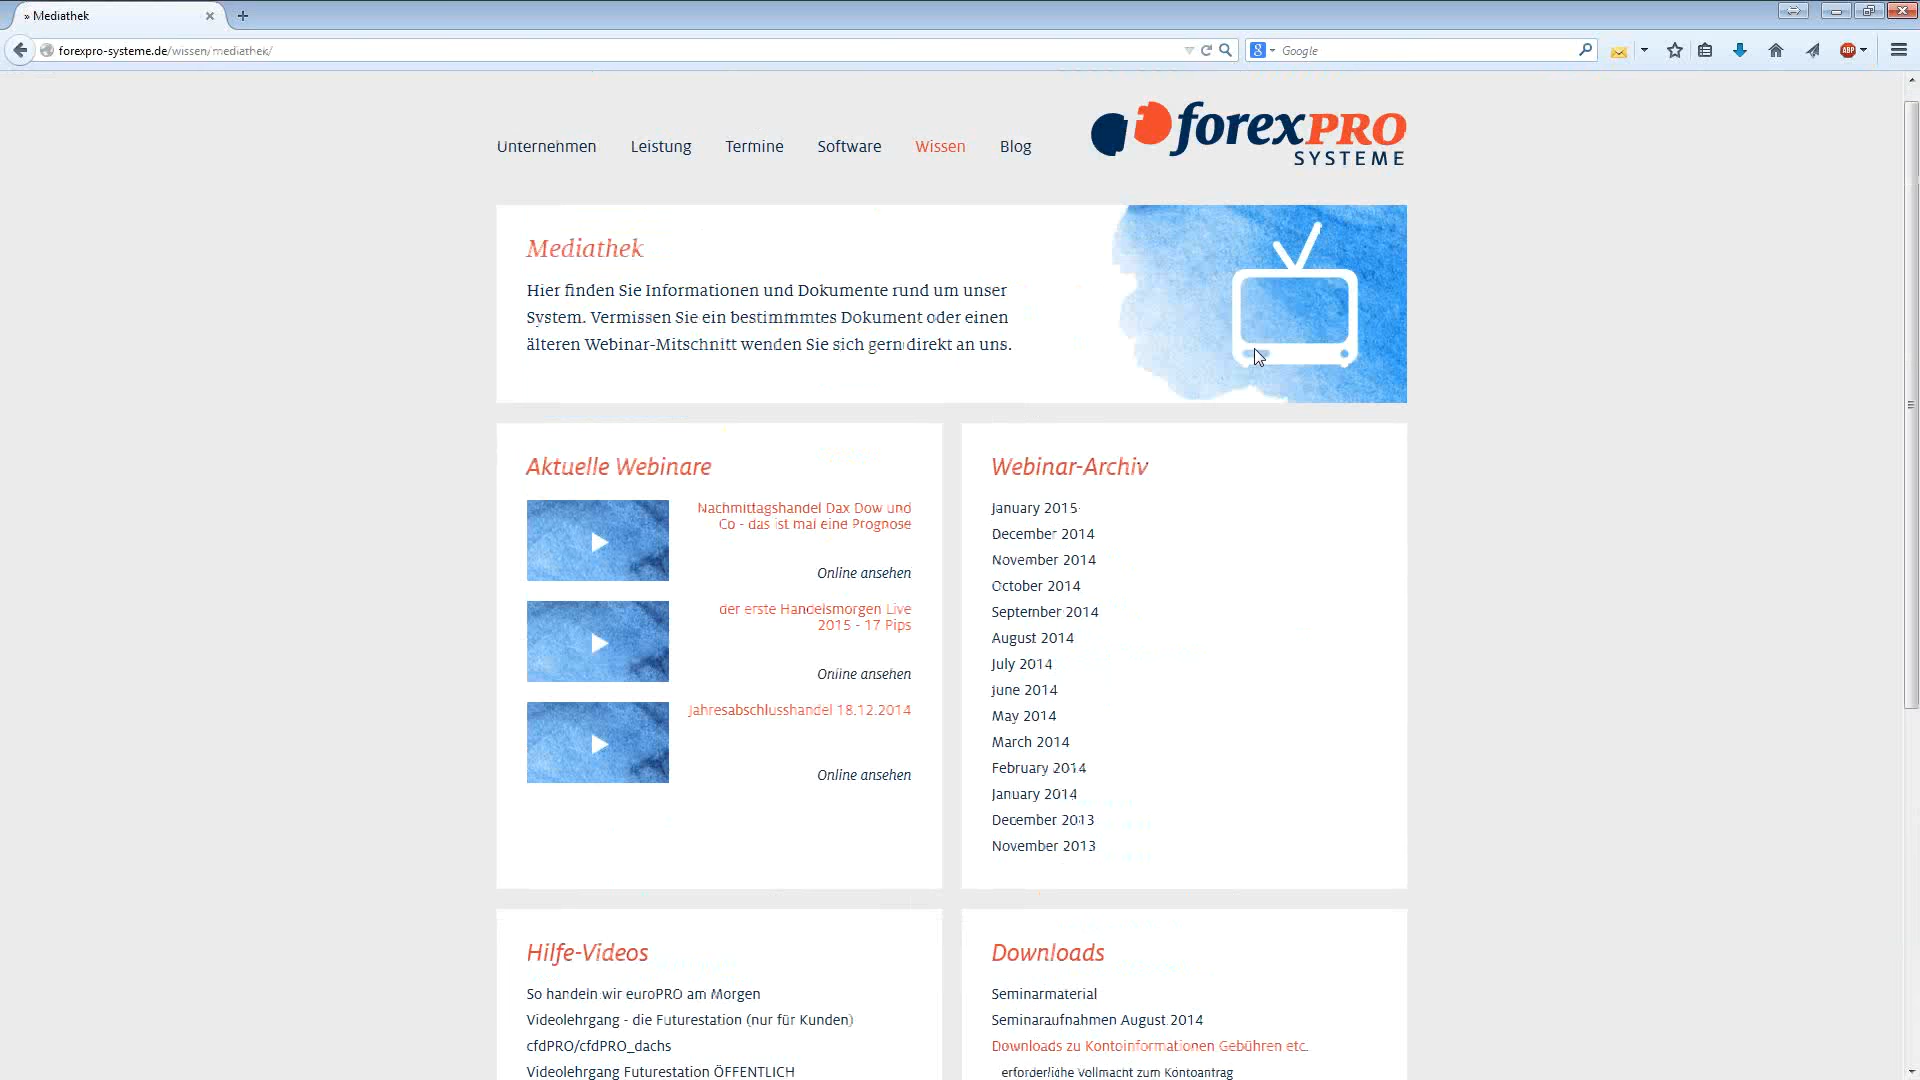 » Mediathek
forexpro-systeme.de/wissen/mediathek/
Google
ABP
Unternehmen Leistung Termine Software Wissen Blog
forexPRO
SYSTEME
Mediathek
Hier finden Sie Informationen und Dokumente rund um unser
System. Vermissen Sie ein bestimmmtes Dokument oder einen
älteren Webinar-Mitschnitt wenden Sie sich gern direkt an uns.
Aktuelle Webinare
Nachmittagshandel Dax Dow und
Co - das ist mal eine Prognose
Online ansehen
der erste Handelsmorgen Live
2015 - 17 Pips
Online ansehen
Jahresabschlusshandel 18.12.2014
Online ansehen
Webinar-Archiv
January 2015
December 2014
November 2014
October 2014
September 2014
August 2014
July 2014
June 2014
May 2014
March 2014
February 2014
January 2014
December 2013
November 2013
Hilfe-Videos
So handeln wir euroPRO am Morgen
Videolehrgang - die Futurestation (nur für Kunden)
cfdPRO/cfdPRO_dachs
Videolehrgang Futurestation ÖFFENTLICH
Downloads
Seminarmaterial
Seminaraufnahmen August 2014
Downloads zu Kontoinformationen Gebühren etc.
erforderliche Vollmacht zum Kontoantrag